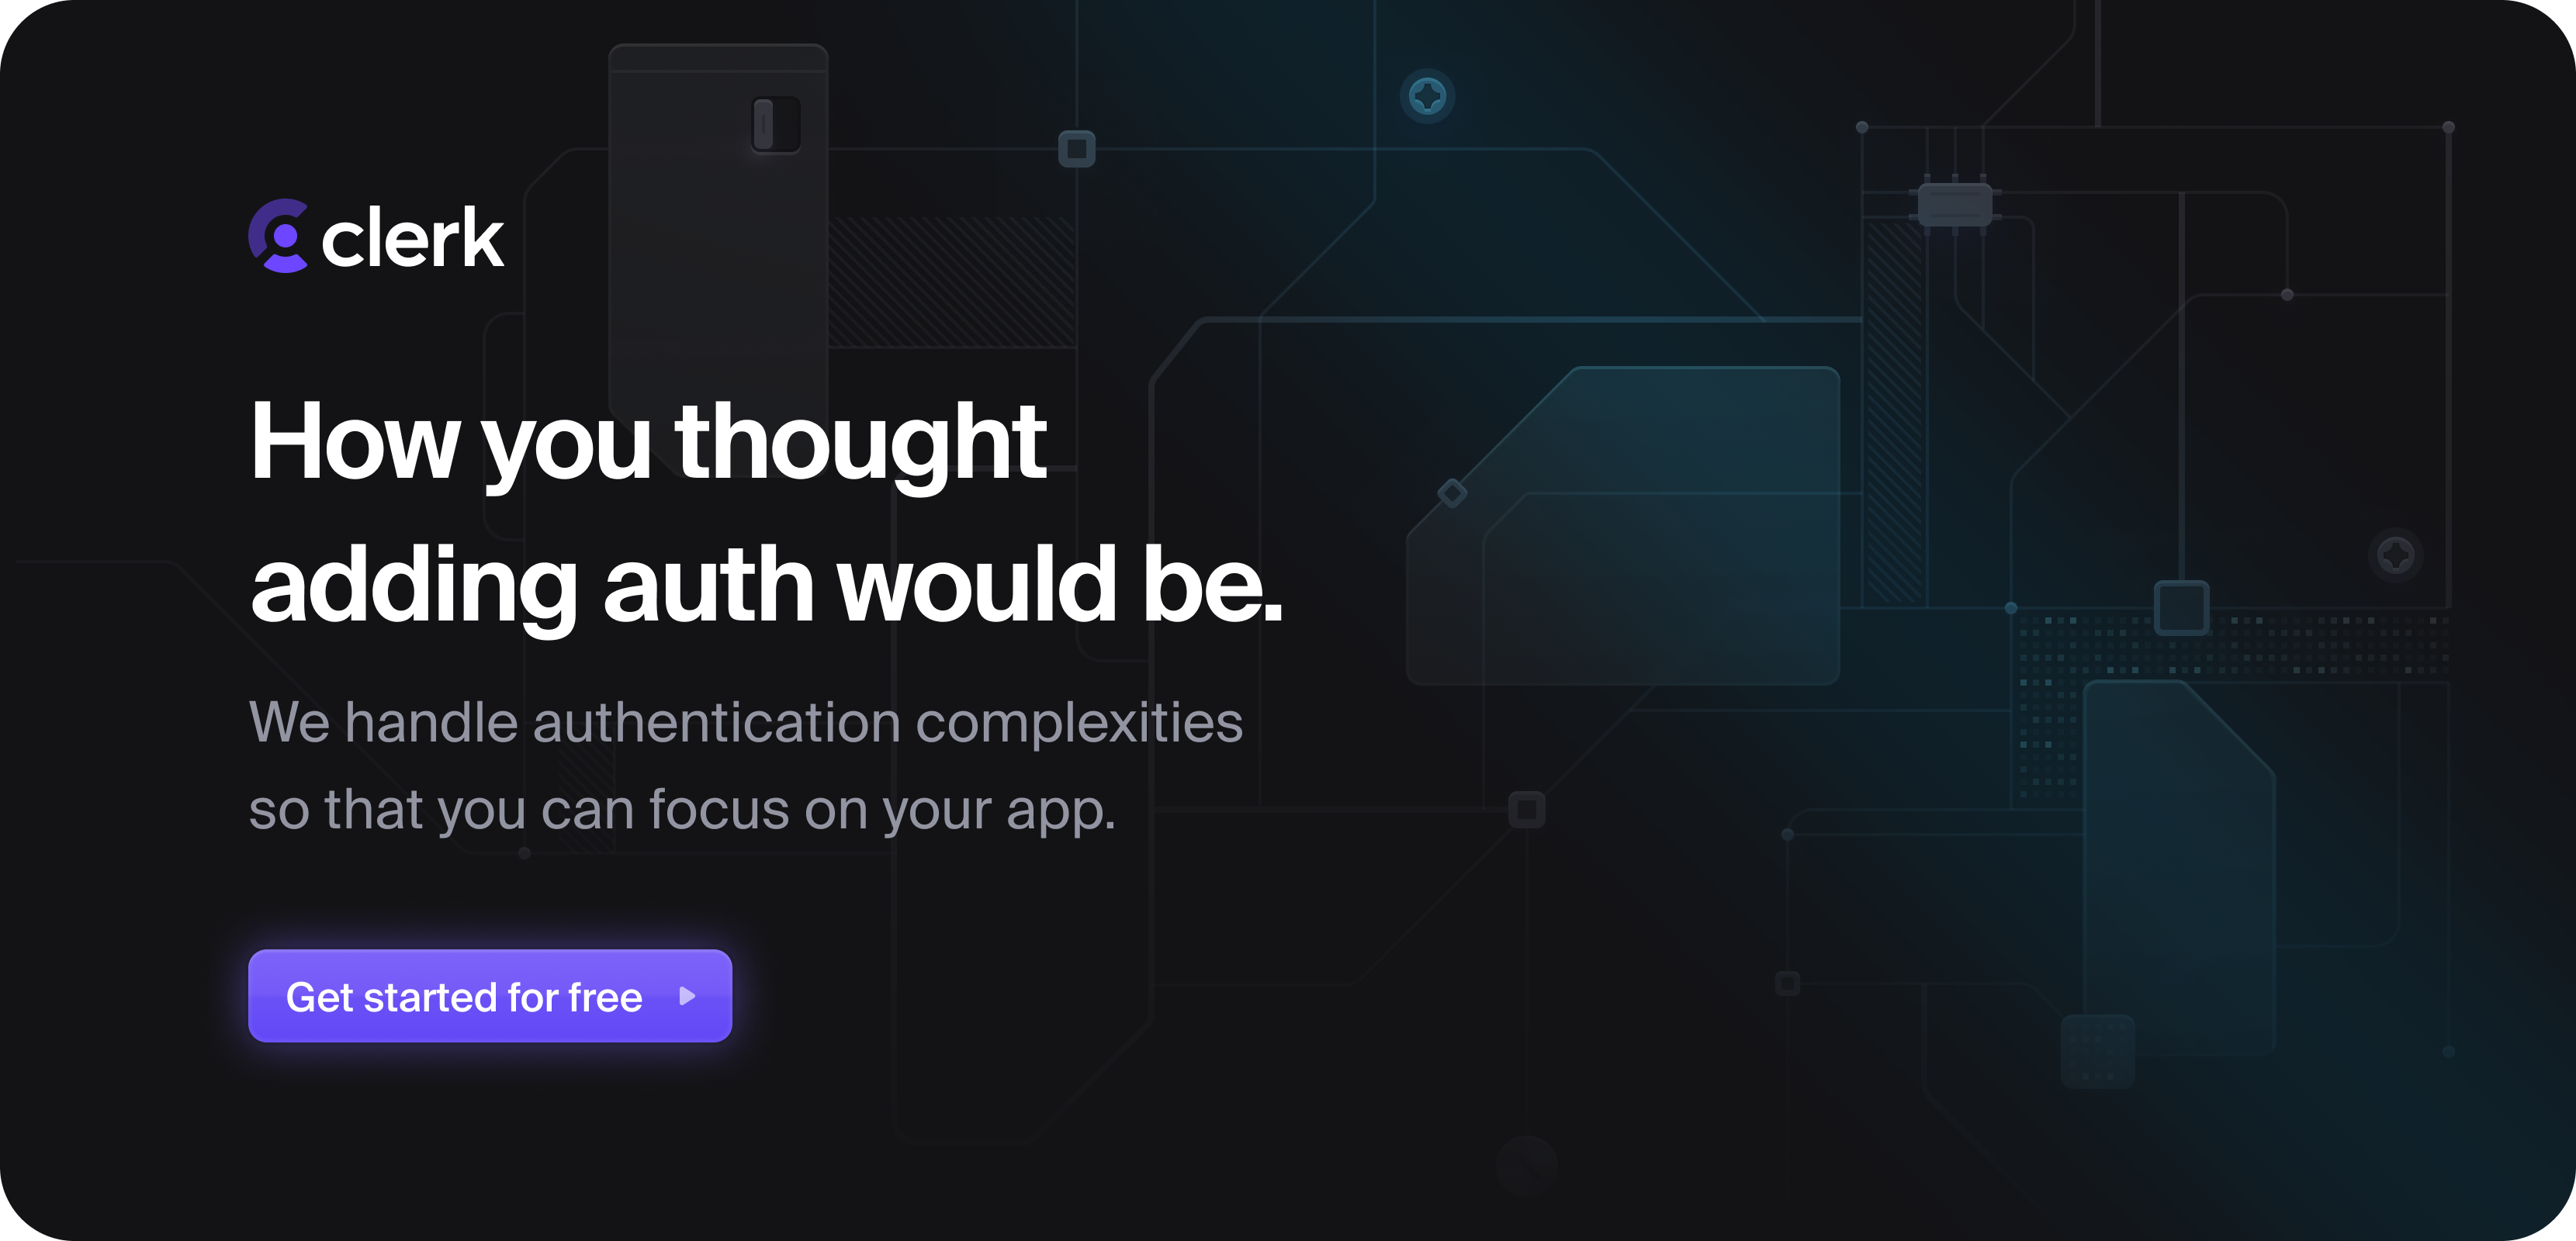 clerk
How you thought
adding auth would be.
We handle authentication complexities
so that you can focus on your app.
Get started for free